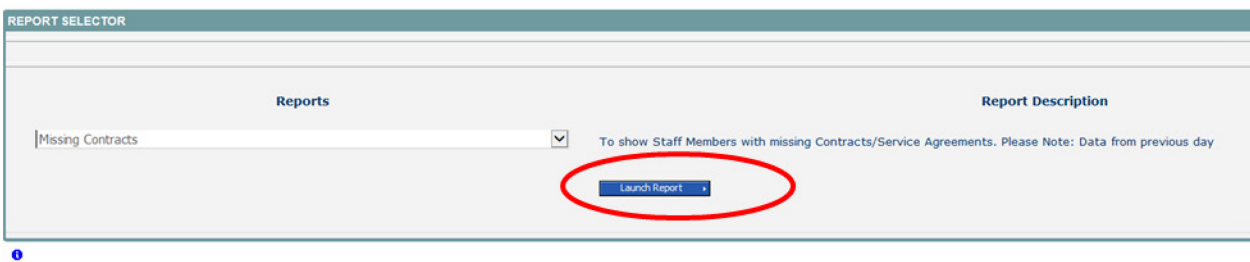 REPORT SELECTOR
Reports
Report Description
Missing Contracts
To show Staff Members with missing Contracts/Service Agreements. Please Note: Data from previous day
Launch Report